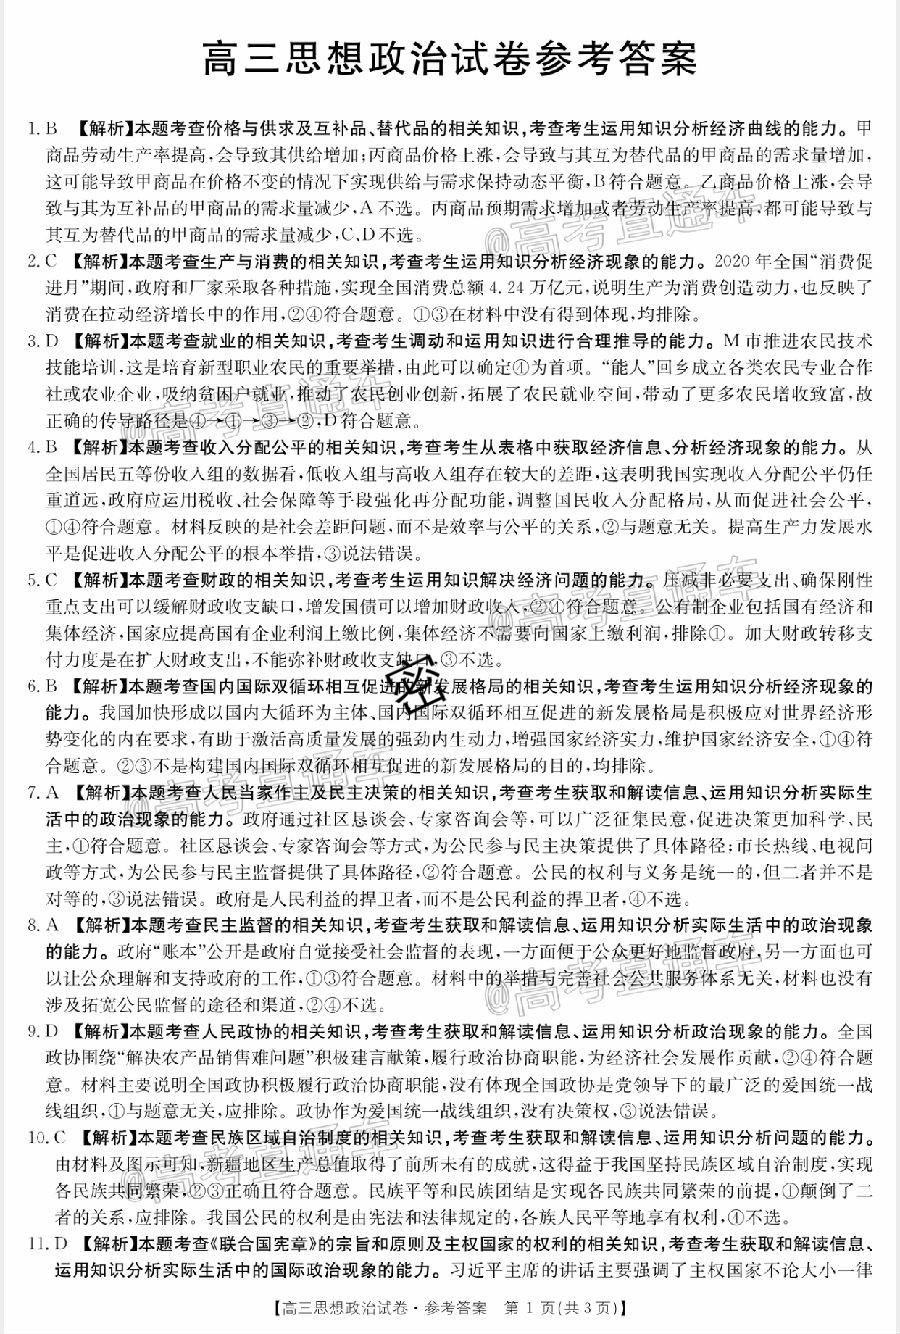 高三思想政治试卷参考答案
1. B 【解析】本题考查价格与供求及互补品、替代品的相关知识,考查考生运用知识分析经济曲线的能力。甲
商品劳动生产率提高,会导致其供给增加;丙商品价格上涨,会导致与其互为替代品的甲商品的需求量增加,
这可能导致甲商品在价格不变的情况下实现供给与需求保持动态平衡,B符合题意。乙商品价格上涨,会导
致与其为互补品的甲商品的需求量减少,A不选。丙商品预期需求增加或者劳动生产率提高,都可能导致与
其互为替代品的甲商品的需求量减少,C、D不选。
2. C 【解析】本题考查生产与消费的相关知识,考查考生运用知识分析经济现象的能力。2020年全国“消费促
进月”期间,政府和厂家采取各种措施,实现全国消费总额4.24万亿元,说明生产为消费创造动力,也反映了
消费在拉动经济增长中的作用,②④符合题意。①③在材料中没有得到体现,均排除。
3. D 【解析】本题考查就业的相关知识,考查考生调动和运用知识进行合理推导的能力。M市推进农民技术
技能培训,这是培育新型职业农民的重要举措,由此可以确定④为首项。“能人”回乡成立各类农民专业合作
社或农业企业,吸纳贫困户就业,推动了农民创业创新,拓展了农民就业空间,带动了更多农民增收致富,故
正确的传导路径是④→①→③→②,D符合题意。
4. B 【解析】本题考查收入分配公平的相关知识,考查考生从表格中获取经济信息、分析经济现象的能力。从
全国居民五等份收入组的数据看,低收入组与高收入组存在较大的差距,这表明我国实现收入分配公平仍任
重道远,政府应运用税收、社会保障等手段强化再分配功能,调整国民收入分配格局,从而促进社会公平,
①④符合题意。材料反映的是社会差距问题,而不是效率与公平的关系,②与题意无关。提高生产力发展水
平是促进收入分配公平的根本举措,③说法错误。
5. C 【解析】本题考查财政的相关知识,考查考生运用知识解决经济问题的能力。压减非必要支出、确保刚性
重点支出可以缓解财政收支缺口,增发国债可以增加财政收入,②④符合题意。公有制企业包括国有经济和
集体经济,国家应提高国有企业利润上缴比例,集体经济不需要向国家上缴利润,排除①。加大财政转移支
付力度是在扩大财政支出,不能弥补财政收支缺口,③不选。
6. B 【解析】本题考查国内国际双循环相互促进的新发展格局的相关知识,考查考生运用知识分析经济现象的
能力。我国加快形成以国内大循环为主体、国内国际双循环相互促进的新发展格局是积极应对世界经济形
势变化的内在要求,有助于激活高质量发展的强劲内生动力,增强国家经济实力,维护国家经济安全,①④符
合题意。②③不是构建国内国际双循环相互促进的新发展格局的目的,均排除。
7. A 【解析】本题考查人民当家作主及民主决策的相关知识,考查考生获取和解读信息、运用知识分析实际生
活中的政治现象的能力。政府通过社区恳谈会、专家咨询会等,可以广泛征集民意,促进决策更加科学、民
主,①符合题意。社区恳谈会、专家咨询会等方式,为公民参与民主决策提供了具体路径;市长热线、电视问
政等方式,为公民参与民主监督提供了具体路径,②符合题意。公民的权利与义务是统一的,但二者并不是
对等的,③说法错误。政府是人民利益的捍卫者,而不是公民利益的捍卫者,④不选。
8. A 【解析】本题考查民主监督的相关知识,考查考生获取和解读信息、运用知识分析实际生活中的政治现象
的能力。政府“账本”公开是政府自觉接受社会监督的表现,一方面便于公众更好地监督政府,另一方面也可
以让公众理解和支持政府的工作,①③符合题意。材料中的举措与完善社会公共服务体系无关,材料也没有
涉及拓宽公民监督的途径和渠道,②④不选。
9. D 【解析】本题考查人民政协的相关知识,考查考生获取和解读信息、运用知识分析政治现象的能力。全国
政协围绕“解决农产品销售难问题”积极建言献策,履行政治协商职能,为经济社会发展作贡献,②④符合题
意。材料主要说明全国政协积极履行政治协商职能,没有体现全国政协是党领导下的最广泛的爱国统一战
线组织,①与题意无关,应排除。政协作为爱国统一战线组织,没有决策权,③说法错误。
10. C 【解析】本题考查民族区域自治制度的相关知识,考查考生获取和解读信息、运用知识分析问题的能力。
由材料及图示可知,新疆地区生产总值取得了前所未有的成就,这得益于我国坚持民族区域自治制度,实现
各民族共同繁荣,②③正确且符合题意。民族平等和民族团结是实现各民族共同繁荣的前提,①颠倒了二
者的关系,应排除。我国公民的权利是由宪法和法律规定的,各族人民平等地享有权利,④不选。
11. D 【解析】本题考查《联合国宪章》的宗旨和原则及主权国家的权利的相关知识,考查考生获取和解读信息、
运用知识分析实际生活中的国际政治现象的能力。习近平主席的讲话主要强调了主权国家不论大小一律
【高三思想政治试卷·参考答案 第1页(共3页)】
密
@高考直通车
@高考直通车
@高考直通车
@高考直通车
@高考直通车
@高考直通车